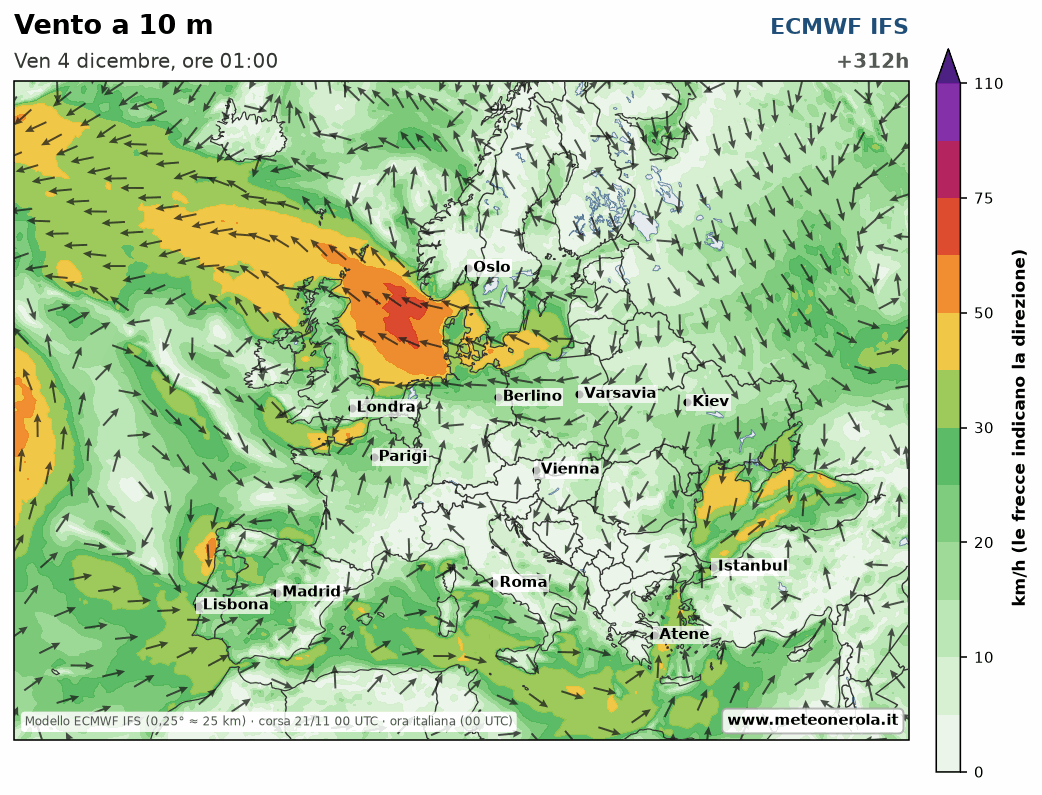 Vento a 10 m
ECMWF IFS
Ven 4 dicembre, ore 01:00
+312h
110
75
50
30
20
10
0
km/h (le frecce indicano la direzione)
Oslo
Londra
Berlino
Varsavia
Kiev
Parigi
Vienna
Istanbul
Roma
Madrid
Lisbona
Atene
Modello ECMWF IFS (0,25° ≈ 25 km) · corsa 21/11 00 UTC · ora italiana (00 UTC)
www.meteonerola.it